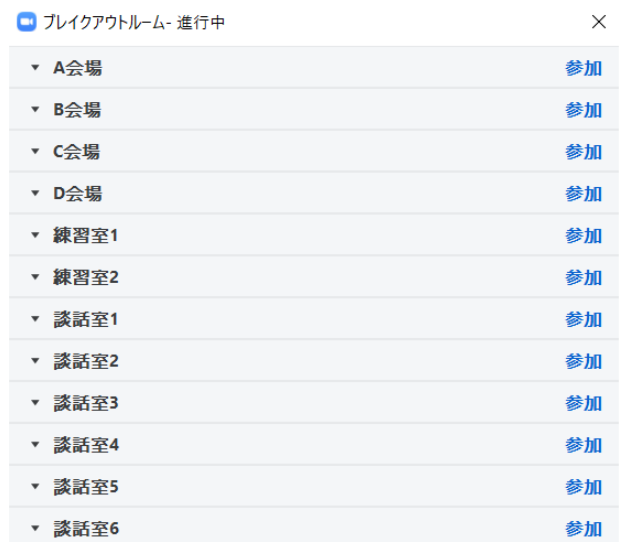 ブレイクアウトルーム- 進行中
A会場 参加
B会場 参加
C会場 参加
D会場 参加
練習室1 参加
練習室2 参加
談話室1 参加
談話室2 参加
談話室3 参加
談話室4 参加
談話室5 参加
談話室6 参加